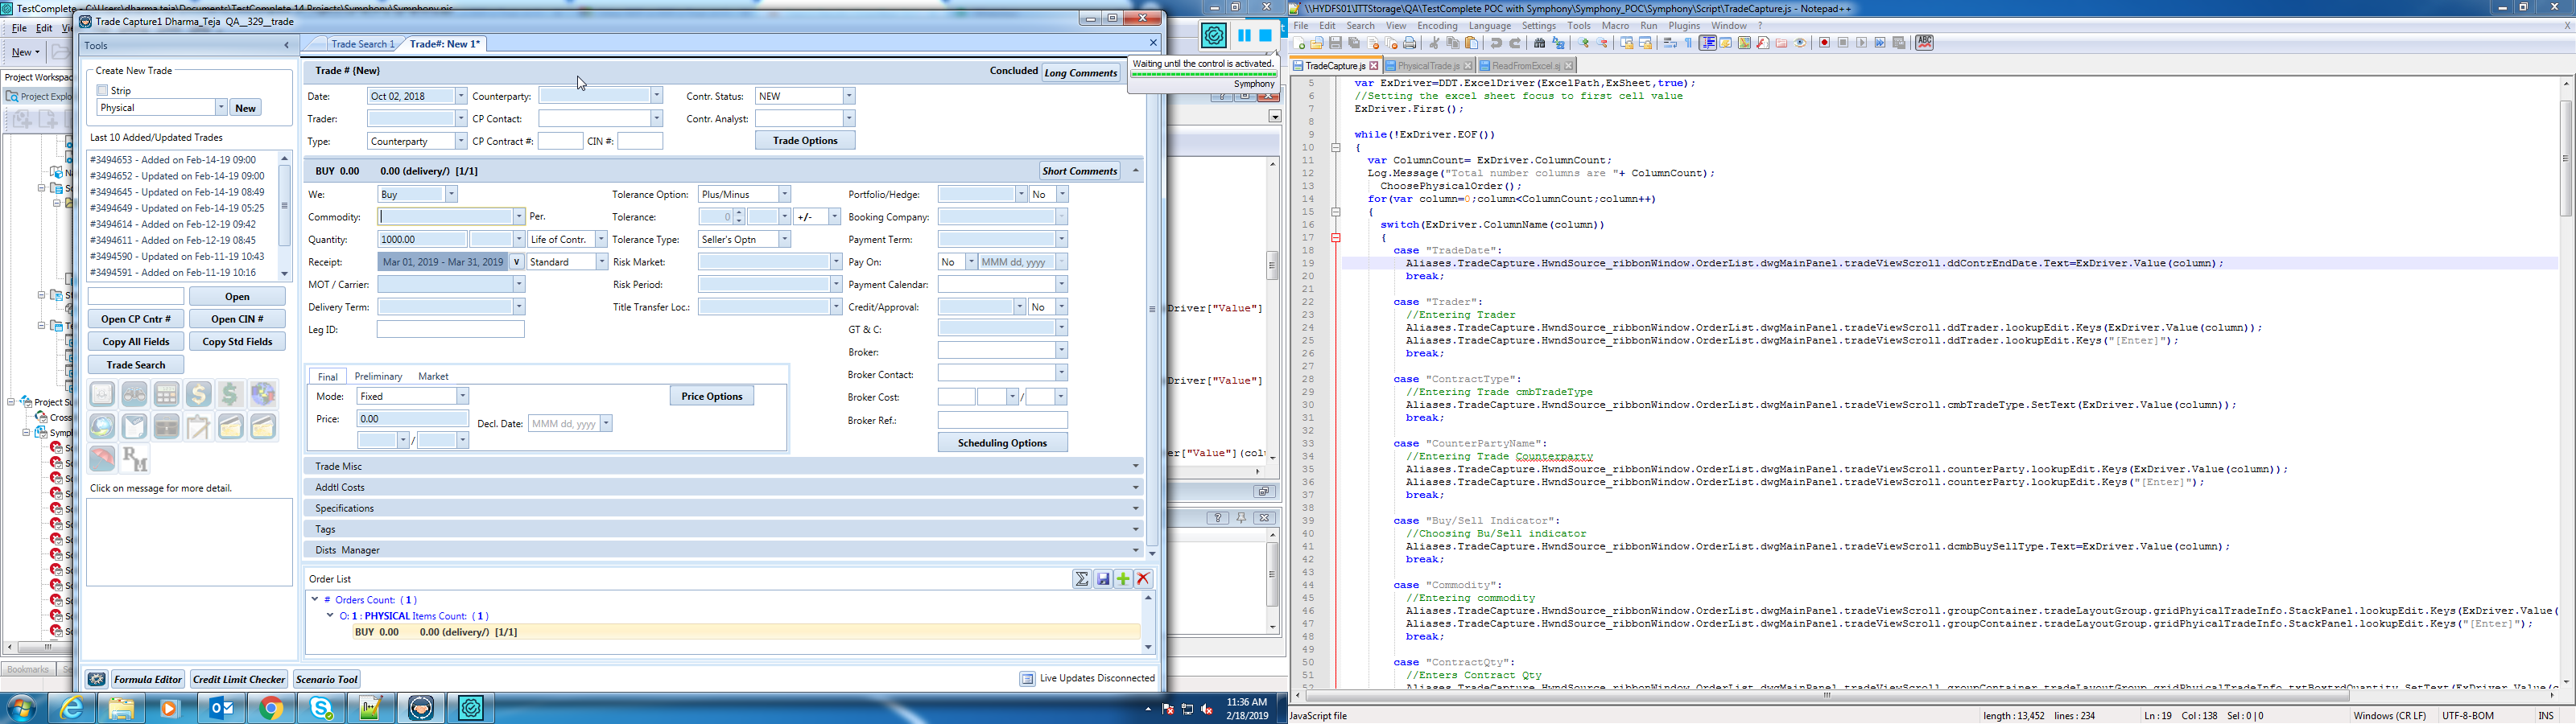 TestComplete - C:\Users\dharma.teja\Documents\TestComplete 14 Projects\Symphony\Symphony.pjs
File Edit
New
Project Workspace
Project Explo
Bookmarks
Trade Capture1 Dharma_Teja QA__329__trade
Tools
Create New Trade
Strip
Physical
New
Last 10 Added/Updated Trades
#3494653 - Added on Feb-14-19 09:00
#3494652 - Updated on Feb-14-19 09:00
#3494645 - Updated on Feb-14-19 08:49
#3494649 - Updated on Feb-14-19 05:25
#3494614 - Updated on Feb-12-19 09:42
#3494611 - Updated on Feb-12-19 08:45
#3494590 - Updated on Feb-11-19 10:43
#3494591 - Added on Feb-11-19 10:16
Open
Open CP Cntr # Open CIN #
Copy All Fields Copy Std Fields
Trade Search
RM
Click on message for more detail.
Trade Search 1 Trade#: New 1*
Trade # {New} Concluded Long Comments
Date: Oct 02, 2018 Counterparty: Contr. Status: NEW
Trader: CP Contact: Contr. Analyst:
Type: Counterparty CP Contract #: CIN #: Trade Options
BUY 0.00 0.00 (delivery/) [1/1] Short Comments
We: Buy Tolerance Option: Plus/Minus Portfolio/Hedge: No
Commodity: Per. Tolerance: 0 +/- Booking Company:
Quantity: 1000.00 Life of Contr. Tolerance Type: Seller's Optn Payment Term:
Receipt: Mar 01, 2019 - Mar 31, 2019 V Standard Risk Market: Pay On: No MMM dd, yyyy
MOT / Carrier: Risk Period: Payment Calendar:
Delivery Term: Title Transfer Loc.: Credit/Approval: No
Leg ID: GT & C:
Broker:
Broker Contact:
Broker Cost: /
Broker Ref.:
Scheduling Options
Final Preliminary Market
Mode: Fixed Price Options
Price: 0.00 Decl. Date: MMM dd, yyyy
/
Trade Misc
Addtl Costs
Specifications
Tags
Dists Manager
Order List
# Orders Count: ( 1 )
O: 1 : PHYSICAL Items Count: ( 1 )
BUY 0.00 0.00 (delivery/) [1/1]
Formula Editor Credit Limit Checker Scenario Tool Live Updates Disconnected
Waiting until the control is activated.
Symphony
Driver["Value"]
Driver["Value"]
er["Value"](colu
11:36 AM
2/18/2019
\\HYDFS01\ITTStorage\QA\TestComplete POC with Symphony\Symphony_POC\Symphony\Script\TradeCapture.js - Notepad++
File Edit Search View Encoding Language Settings Tools Macro Run Plugins Window ? X
TradeCapture.js PhysicalTrade.js ReadFromExcel.sj
5 var ExDriver=DDT.ExcelDriver(ExcelPath,ExSheet,true);
6 //Setting the excel sheet focus to first cell value
7 ExDriver.First();
8
9 while(!ExDriver.EOF())
10 {
11 var ColumnCount= ExDriver.ColumnCount;
12 Log.Message("Total number columns are "+ ColumnCount);
13 ChoosePhysicalOrder();
14 for(var column=0;column<ColumnCount;column++)
15 {
16 switch(ExDriver.ColumnName(column))
17 {
18 case "TradeDate":
19 Aliases.TradeCapture.HwndSource_ribbonWindow.OrderList.dwgMainPanel.tradeViewScroll.ddContrEndDate.Text=ExDriver.Value(column);
20 break;
21
22 case "Trader":
23 //Entering Trader
24 Aliases.TradeCapture.HwndSource_ribbonWindow.OrderList.dwgMainPanel.tradeViewScroll.ddTrader.lookupEdit.Keys(ExDriver.Value(column));
25 Aliases.TradeCapture.HwndSource_ribbonWindow.OrderList.dwgMainPanel.tradeViewScroll.ddTrader.lookupEdit.Keys("[Enter]");
26 break;
27
28 case "ContractType":
29 //Entering Trade cmbTradeType
30 Aliases.TradeCapture.HwndSource_ribbonWindow.OrderList.dwgMainPanel.tradeViewScroll.cmbTradeType.SetText(ExDriver.Value(column));
31 break;
32
33 case "CounterPartyName":
34 //Entering Trade Counterparty
35 Aliases.TradeCapture.HwndSource_ribbonWindow.OrderList.dwgMainPanel.tradeViewScroll.counterParty.lookupEdit.Keys(ExDriver.Value(column));
36 Aliases.TradeCapture.HwndSource_ribbonWindow.OrderList.dwgMainPanel.tradeViewScroll.counterParty.lookupEdit.Keys("[Enter]");
37 break;
38
39 case "Buy/Sell Indicator":
40 //Choosing Bu/Sell indicator
41 Aliases.TradeCapture.HwndSource_ribbonWindow.OrderList.dwgMainPanel.tradeViewScroll.dcmbBuySellType.Text=ExDriver.Value(column);
42 break;
43
44 case "Commodity":
45 //Entering commodity
46 Aliases.TradeCapture.HwndSource_ribbonWindow.OrderList.dwgMainPanel.tradeViewScroll.groupContainer.tradeLayoutGroup.gridPhyicalTradeInfo.StackPanel.lookupEdit.Keys(ExDriver.Value(
47 Aliases.TradeCapture.HwndSource_ribbonWindow.OrderList.dwgMainPanel.tradeViewScroll.groupContainer.tradeLayoutGroup.gridPhyicalTradeInfo.StackPanel.lookupEdit.Keys("[Enter]");
48 break;
49
50 case "ContractQty":
51 //Enters Contract Qty
JavaScript file length : 13,452 lines : 234 Ln : 19 Col : 138 Sel : 0 | 0 Windows (CR LF) UTF-8-BOM INS